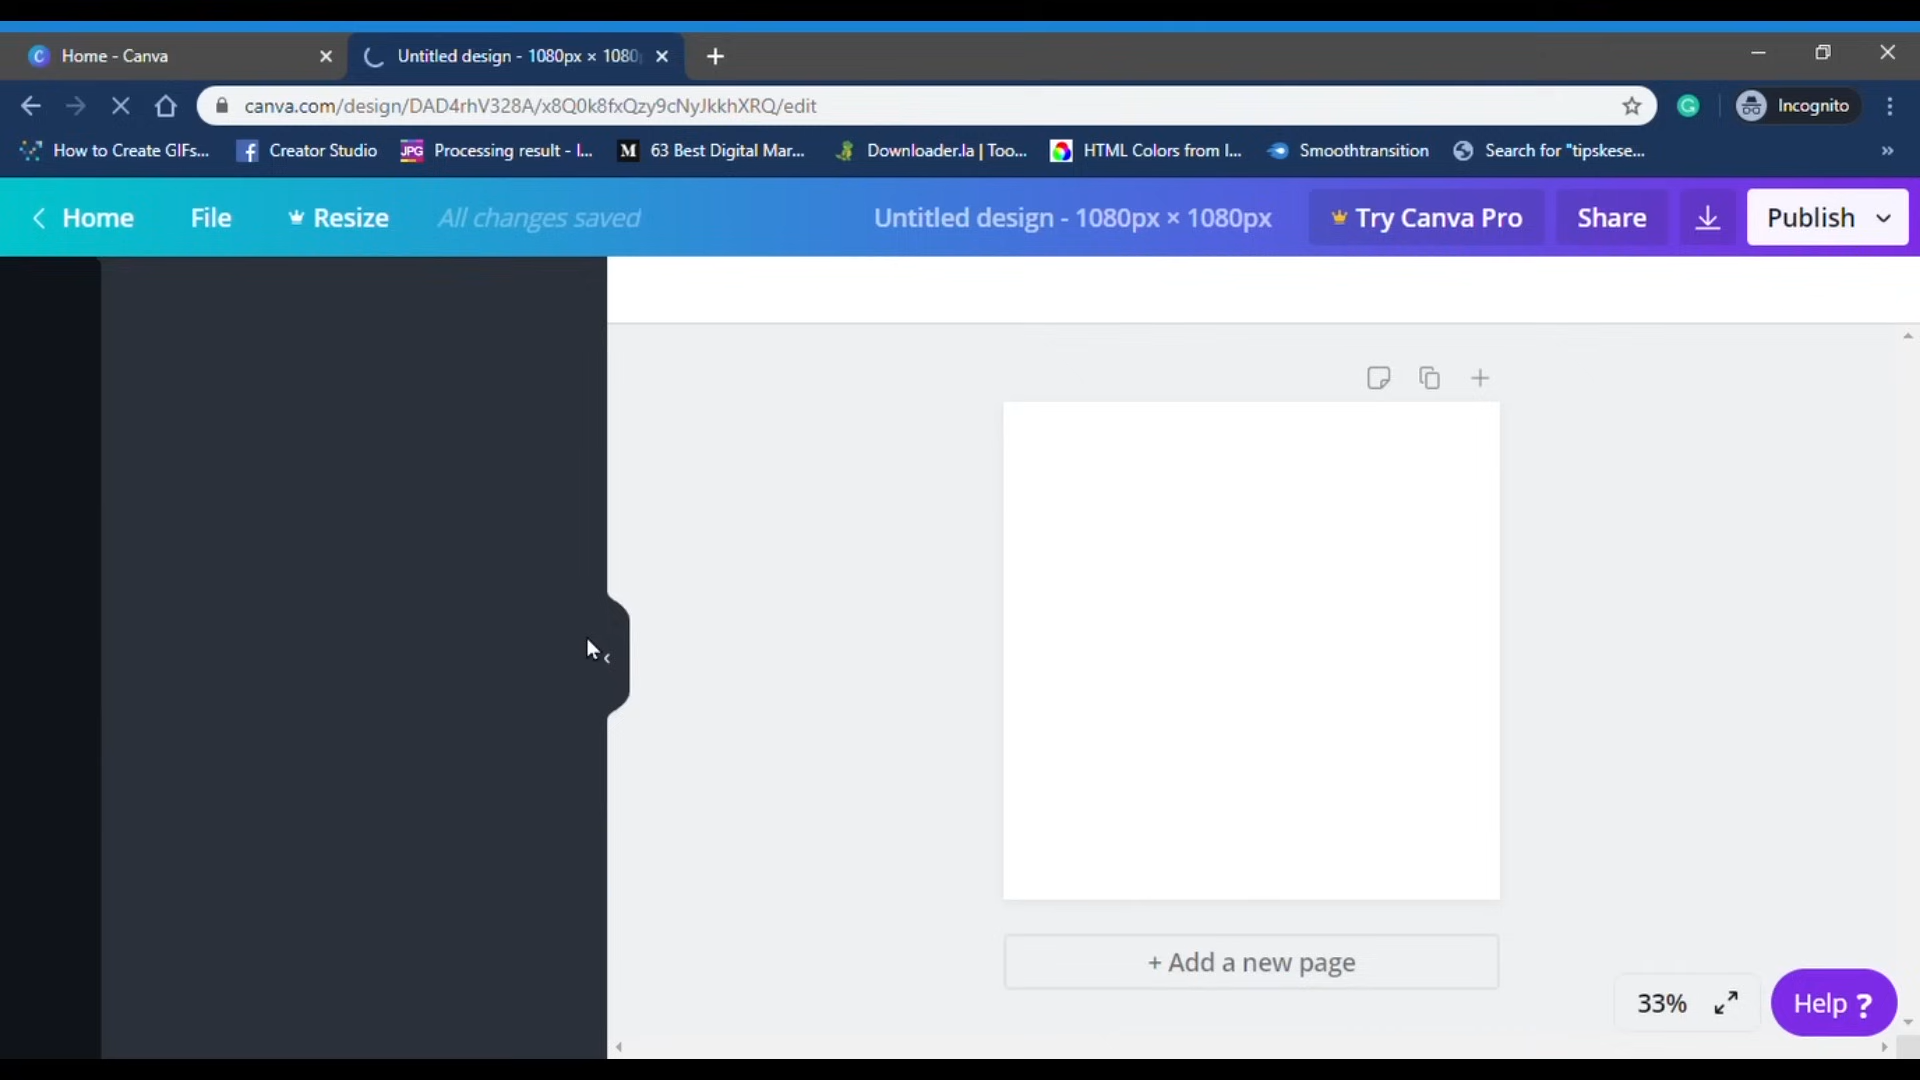 Home - Canva
Untitled design - 1080px × 1080
canva.com/design/DAD4rhV328A/x8Q0k8fxQzy9cNyJkkhXRQ/edit
Incognito
How to Create GIFs...
Creator Studio
JPG
Processing result - I...
M
63 Best Digital Mar...
Downloader.la | Too...
HTML Colors from I...
Smoothtransition
Search for "tipskese...
Home
File
Resize
All changes saved
Untitled design - 1080px × 1080px
Try Canva Pro
Share
Publish
+ Add a new page
33%
Help ?